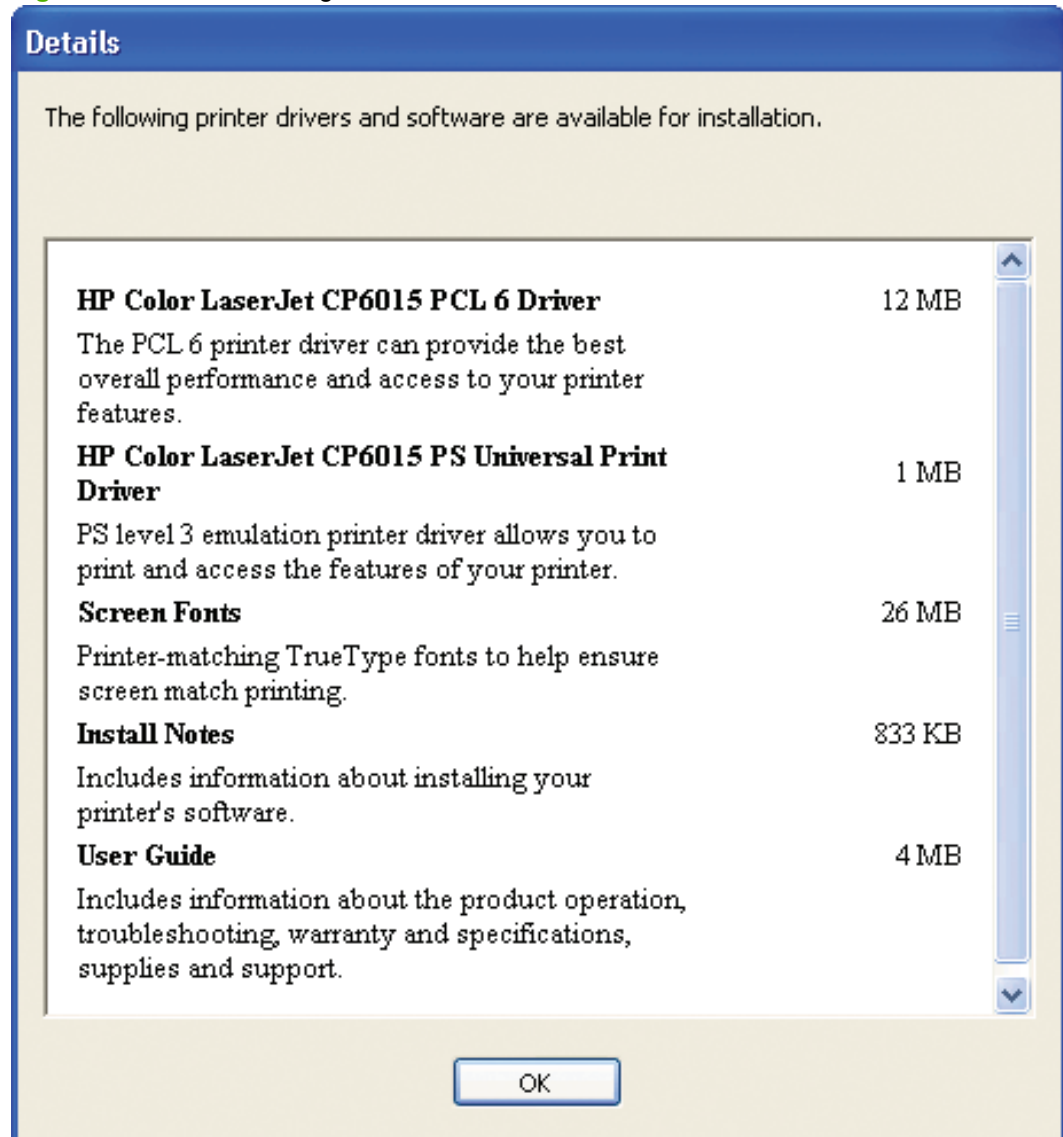 Details
The following printer drivers and software are available for installation.
HP Color LaserJet CP6015 PCL 6 Driver 12 MB
The PCL 6 printer driver can provide the best
overall performance and access to your printer
features.
HP Color LaserJet CP6015 PS Universal Print
Driver 1 MB
PS level 3 emulation printer driver allows you to
print and access the features of your printer.
Screen Fonts 26 MB
Printer-matching TrueType fonts to help ensure
screen match printing.
Install Notes 833 KB
Includes information about installing your
printer's software.
User Guide 4 MB
Includes information about the product operation,
troubleshooting, warranty and specifications,
supplies and support.
OK